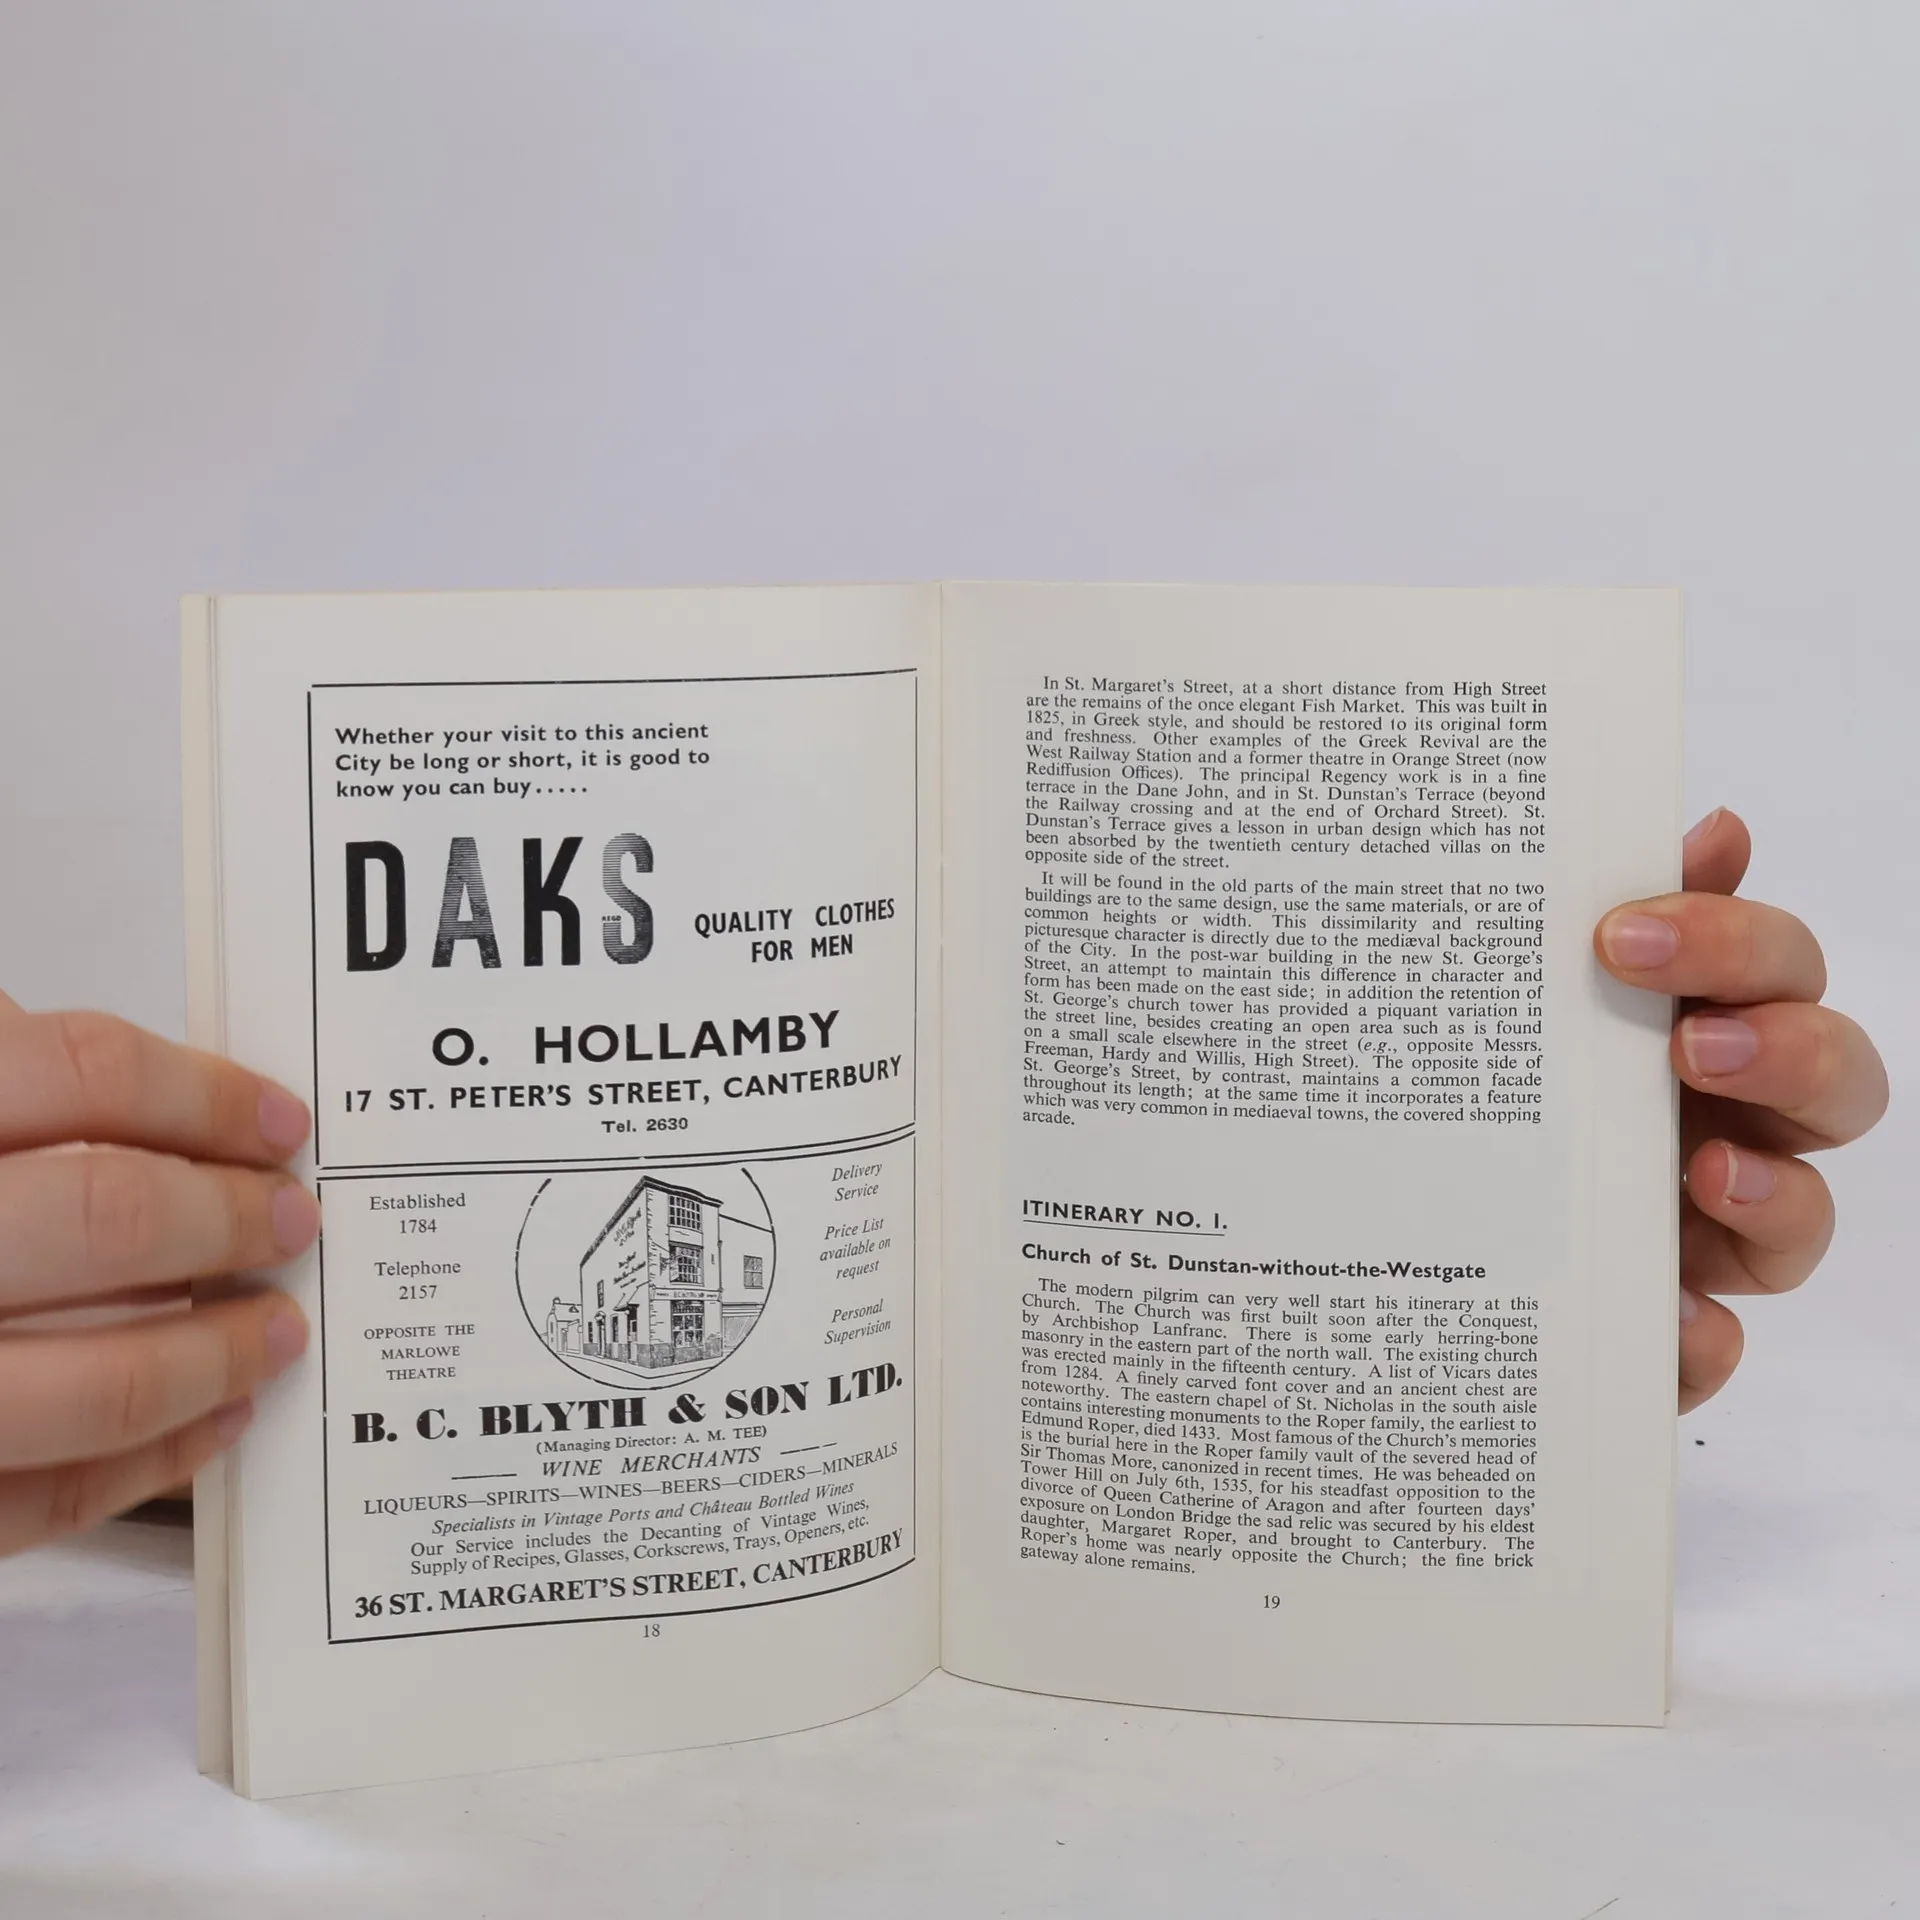 Whether your visit to this ancient
City be long or short, it is good to
know you can buy.....
DAKS
REGD
QUALITY CLOTHES
FOR MEN
O. HOLLAMBY
17 ST. PETER'S STREET, CANTERBURY
Tel. 2630
Established
1784
Telephone
2157
OPPOSITE THE
MARLOWE
THEATRE
Delivery
Service
Price List
available on
request
Personal
Supervision
B. C. BLYTH & SON LTD.
(Managing Director: A. M. TEE)
WINE MERCHANTS
LIQUEURS—SPIRITS—WINES—BEERS—CIDERS—MINERALS
Specialists in Vintage Ports and Château Bottled Wines
Our Service includes the Decanting of Vintage Wines,
Supply of Recipes, Glasses, Corkscrews, Trays, Openers, etc.
36 ST. MARGARET'S STREET, CANTERBURY
18
In St. Margaret's Street, at a short distance from High Street
are the remains of the once elegant Fish Market. This was built in
1825, in Greek style, and should be restored to its original form
and freshness. Other examples of the Greek Revival are the
West Railway Station and a former theatre in Orange Street (now
Rediffusion Offices). The principal Regency work is in a fine
terrace in the Dane John, and in St. Dunstan's Terrace (beyond
the Railway crossing and at the end of Orchard Street). St.
Dunstan's Terrace gives a lesson in urban design which has not
been absorbed by the twentieth century detached villas on the
opposite side of the street.
It will be found in the old parts of the main street that no two
buildings are to the same design, use the same materials, or are of
common heights or width. This dissimilarity and resulting
picturesque character is directly due to the mediæval background
of the City. In the post-war building in the new St. George's
Street, an attempt to maintain this difference in character and
form has been made on the east side; in addition the retention of
St. George's church tower has provided a piquant variation in
the street line, besides creating an open area such as is found
on a small scale elsewhere in the street (e.g., opposite Messrs.
Freeman, Hardy and Willis, High Street). The opposite side of
St. George's Street, by contrast, maintains a common facade
throughout its length; at the same time it incorporates a feature
which was very common in mediaeval towns, the covered shopping
arcade.
ITINERARY NO. 1.
Church of St. Dunstan-without-the-Westgate
The modern pilgrim can very well start his itinerary at this
Church. The Church was first built soon after the Conquest,
by Archbishop Lanfranc. There is some early herring-bone
masonry in the eastern part of the north wall. The existing church
was erected mainly in the fifteenth century. A list of Vicars dates
from 1284. A finely carved font cover and an ancient chest are
noteworthy. The eastern chapel of St. Nicholas in the south aisle
contains interesting monuments to the Roper family, the earliest to
Edmund Roper, died 1433. Most famous of the Church's memories
is the burial here in the Roper family vault of the severed head of
Sir Thomas More, canonized in recent times. He was beheaded on
Tower Hill on July 6th, 1535, for his steadfast opposition to the
divorce of Queen Catherine of Aragon and after fourteen days'
exposure on London Bridge the sad relic was secured by his eldest
daughter, Margaret Roper, and brought to Canterbury. The
Roper's home was nearly opposite the Church; the fine brick
gateway alone remains.
19